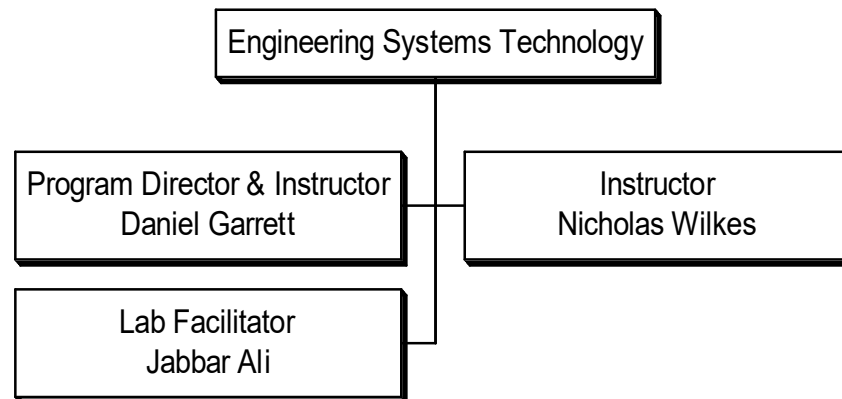 Engineering Systems Technology
Program Director & Instructor
Daniel Garrett
Instructor
Nicholas Wilkes
Lab Facilitator
Jabbar Ali